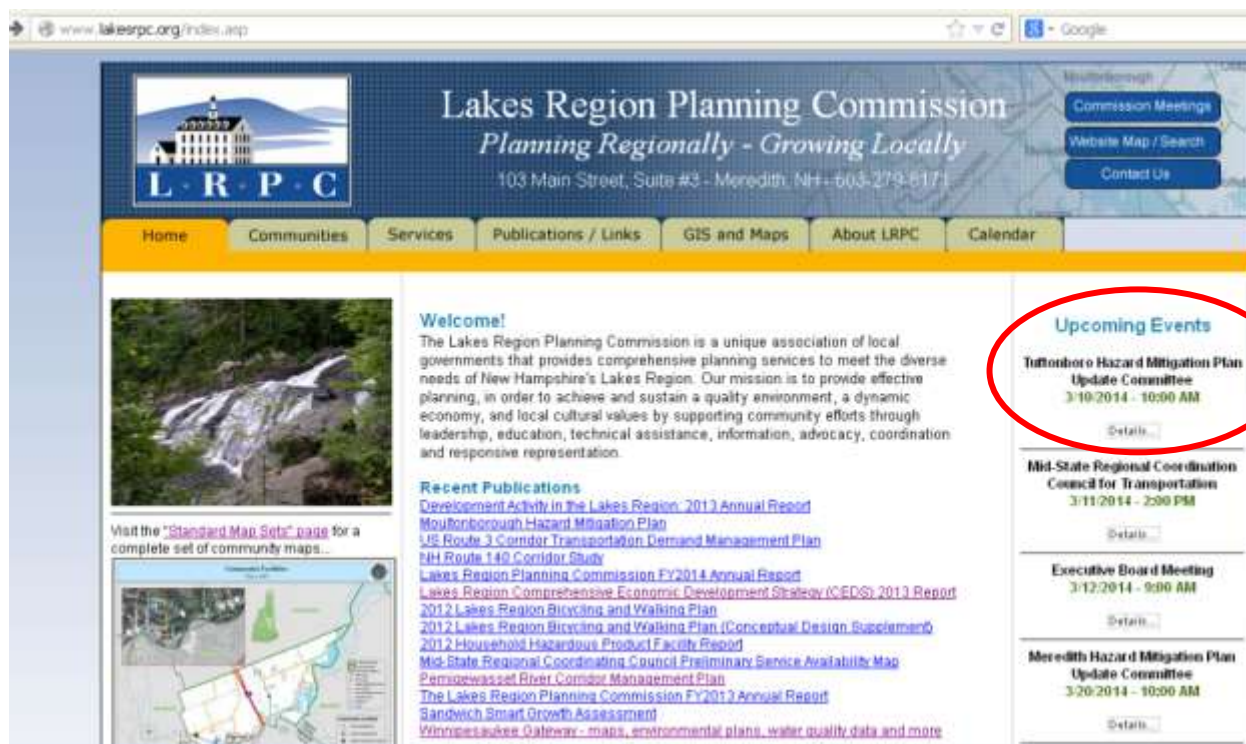 www.lakesrpc.org/index.asp
Google
L·R·P·C
Lakes Region Planning Commission
Planning Regionally - Growing Locally
103 Main Street, Suite #3 - Meredith, NH - 603-279-8171
Moultonborough
Commission Meetings
Website Map / Search
Contact Us
Home
Communities
Services
Publications / Links
GIS and Maps
About LRPC
Calendar
Visit the "Standard Map Sets" page for a
complete set of community maps...
Welcome!
The Lakes Region Planning Commission is a unique association of local
governments that provides comprehensive planning services to meet the diverse
needs of New Hampshire's Lakes Region. Our mission is to provide effective
planning, in order to achieve and sustain a quality environment, a dynamic
economy, and local cultural values by supporting community efforts through
leadership, education, technical assistance, information, advocacy, coordination
and responsive representation.
Recent Publications
Development Activity in the Lakes Region: 2013 Annual Report
Moultonborough Hazard Mitigation Plan
US Route 3 Corridor Transportation Demand Management Plan
NH Route 140 Corridor Study
Lakes Region Planning Commission FY2014 Annual Report
Lakes Region Comprehensive Economic Development Strategy (CEDS) 2013 Report
2012 Lakes Region Bicycling and Walking Plan
2012 Lakes Region Bicycling and Walking Plan (Conceptual Design Supplement)
2012 Household Hazardous Product Facility Report
Mid-State Regional Coordinating Council Preliminary Service Availability Map
Pemigewasset River Corridor Management Plan
The Lakes Region Planning Commission FY2013 Annual Report
Sandwich Smart Growth Assessment
Winnipesaukee Gateway - maps, environmental plans, water quality data and more
Upcoming Events
Tuftonboro Hazard Mitigation Plan
Update Committee
3/10/2014 - 10:00 AM
Details...
Mid-State Regional Coordination
Council for Transportation
3/11/2014 - 2:00 PM
Details...
Executive Board Meeting
3/12/2014 - 9:00 AM
Details...
Meredith Hazard Mitigation Plan
Update Committee
3/20/2014 - 10:00 AM
Details...